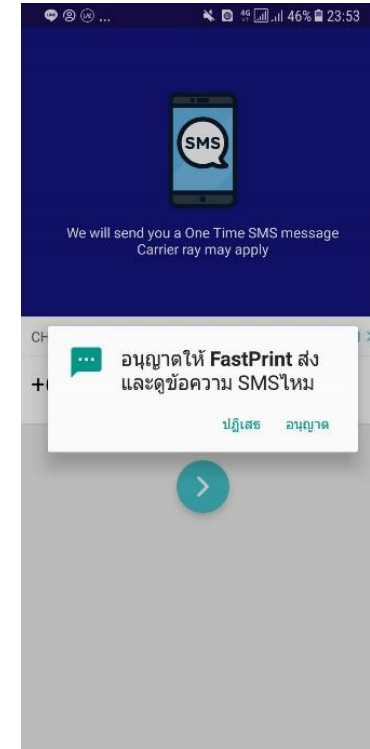 ... 4G 46% 23:53
SMS
We will send you a One Time SMS message
Carrier ray may apply
CH
อนุญาตให้ FastPrint ส่ง
และดูข้อความ SMSไหม
+
ปฏิเสธ อนุญาต